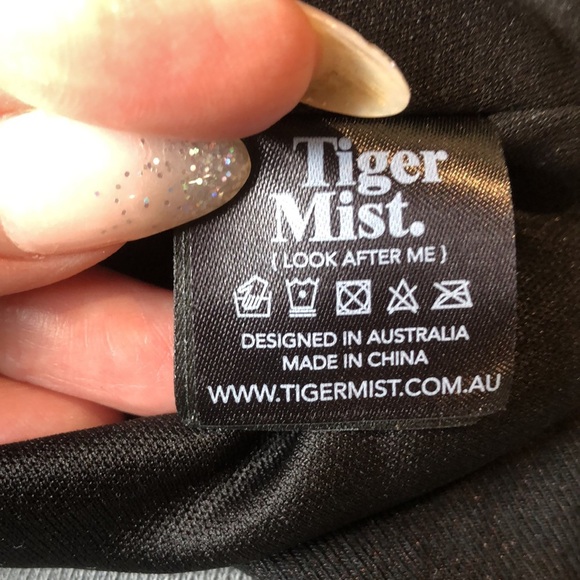 Tiger
Mist.
{ LOOK AFTER ME }
DESIGNED IN AUSTRALIA
MADE IN CHINA
WWW.TIGERMIST.COM.AU